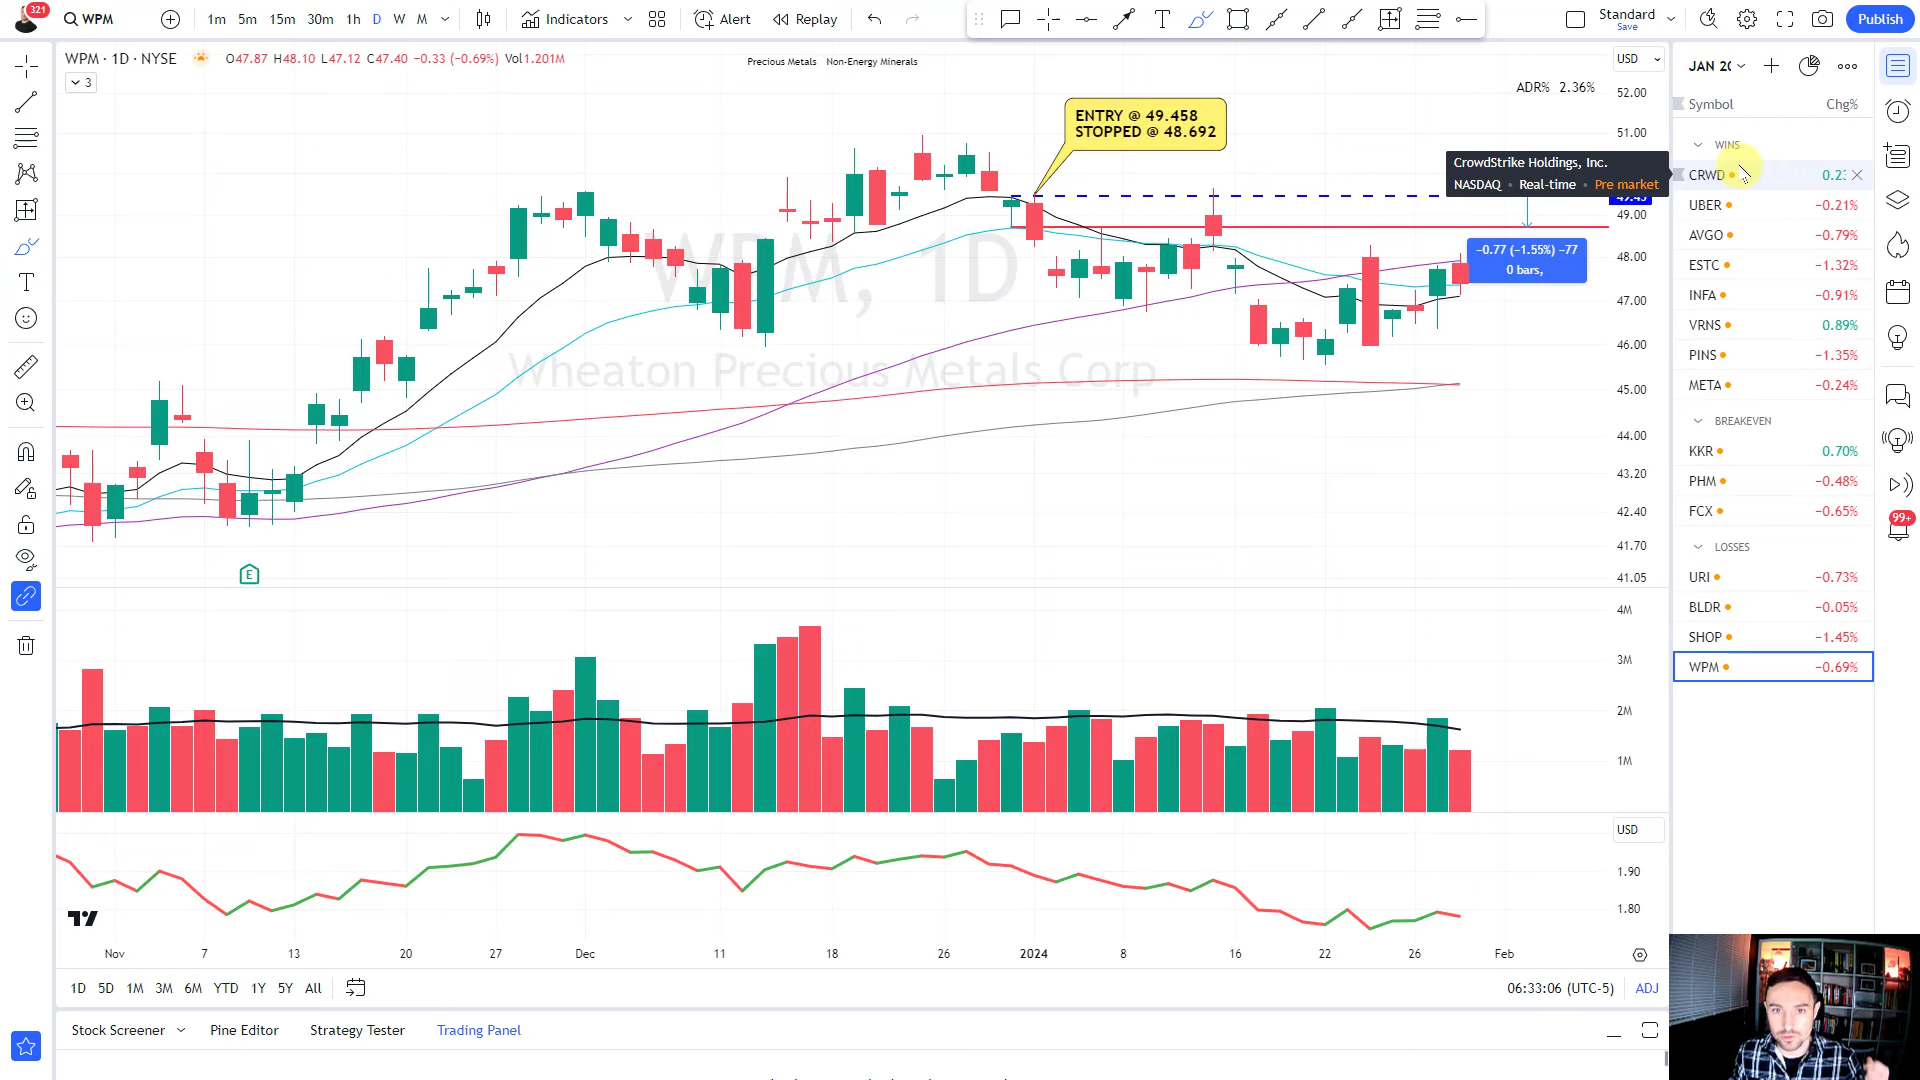 321
WPM
1m 5m 15m 30m 1h D W M
Indicators
Alert
Replay
Standard
Save
Publish
WPM · 1D · NYSE
O47.87 H48.10 L47.12 C47.40 −0.33 (−0.69%) Vol1.201M
3
Precious Metals Non-Energy Minerals
USD
ADR% 2.36%
ENTRY @ 49.458
STOPPED @ 48.692
CrowdStrike Holdings, Inc.
NASDAQ • Real-time • Pre market
−0.77 (−1.55%) −77
0 bars,
WPM, 1D
Wheaton Precious Metals Corp
E
52.00
51.00
49.00
48.00
47.00
46.00
45.00
44.00
43.20
42.40
41.70
41.05
4M
3M
2M
1M
USD
1.90
1.80
Nov 7 13 20 27 Dec 11 18 26 2024 8 16 22 26 Feb
1D 5D 1M 3M 6M YTD 1Y 5Y All
06:33:06 (UTC-5) ADJ
Stock Screener Pine Editor Strategy Tester Trading Panel
Symbol Chg%
WINS
CRWD
UBER −0.21%
AVGO −0.79%
ESTC −1.32%
INFA −0.91%
VRNS 0.89%
PINS −1.35%
META −0.24%
BREAKEVEN
KKR 0.70%
PHM −0.48%
FCX −0.65%
LOSSES
URI −0.73%
BLDR −0.05%
SHOP −1.45%
WPM −0.69%
99+